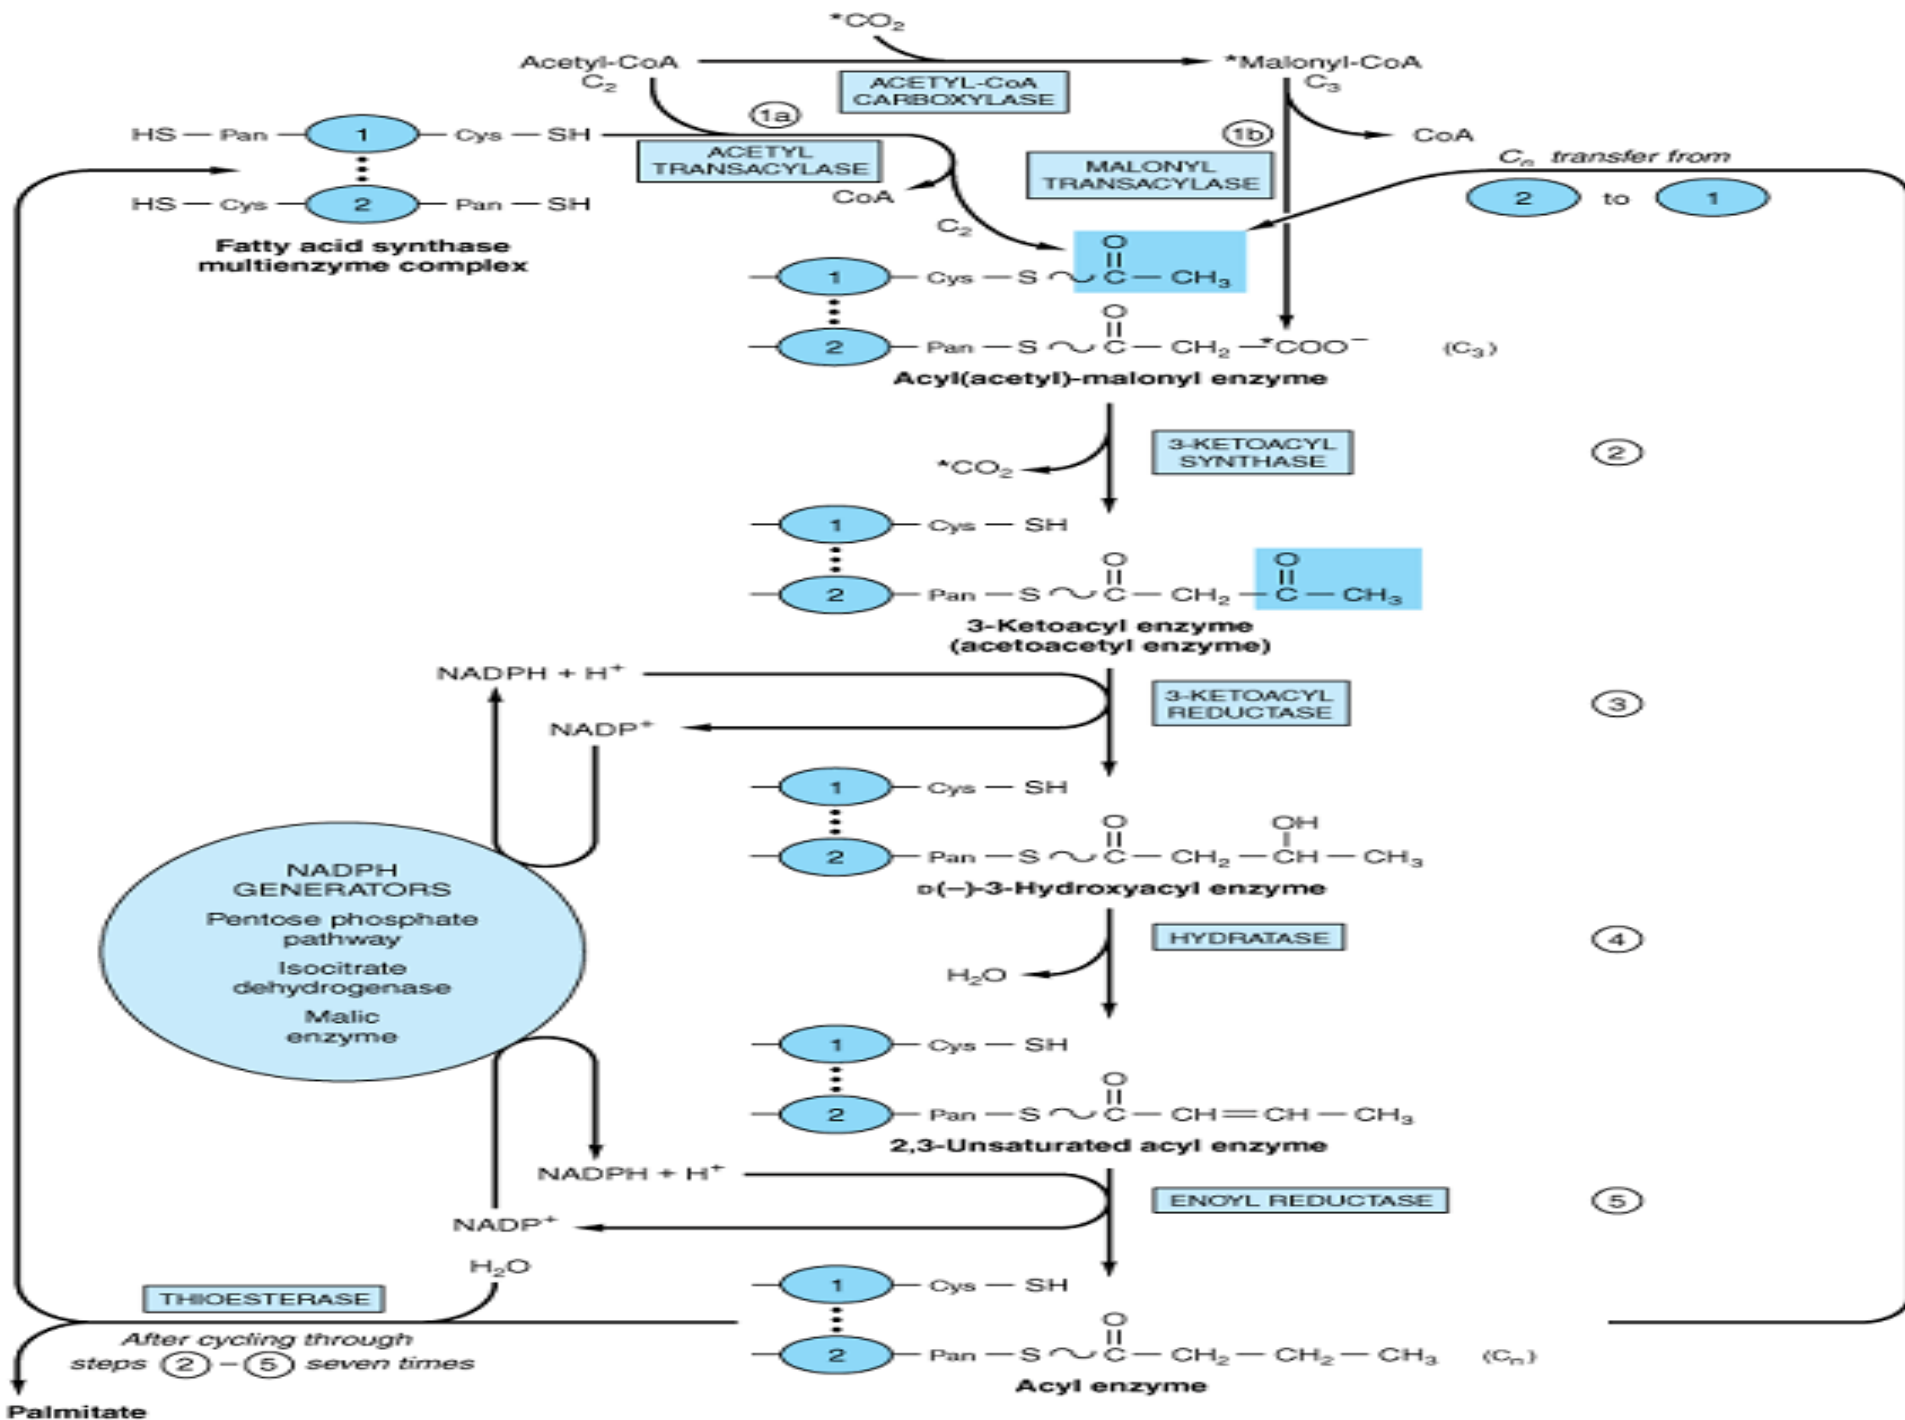 *CO₂
Acetyl-CoA
C₂
*Malonyl-CoA
C₃
ACETYL-CoA
CARBOXYLASE
1a
1b
HS — Pan — 1 — Cys — SH
HS — Cys — 2 — Pan — SH
Fatty acid synthase
multienzyme complex
ACETYL
TRANSACYLASE
CoA
C₂
MALONYL
TRANSACYLASE
CoA
Cₙ transfer from
2 to 1
O
1 — Cys — S ~ C — CH₃
O
2 — Pan — S ~ C — CH₂ — *COO⁻ (C₃)
Acyl(acetyl)-malonyl enzyme
*CO₂
3-KETOACYL
SYNTHASE
2
1 — Cys — SH
O O
2 — Pan — S ~ C — CH₂ — C — CH₃
3-Ketoacyl enzyme
(acetoacetyl enzyme)
NADPH + H⁺
NADP⁺
3-KETOACYL
REDUCTASE
3
1 — Cys — SH
O OH
2 — Pan — S ~ C — CH₂ — CH — CH₃
D(–)-3-Hydroxyacyl enzyme
NADPH
GENERATORS
Pentose phosphate
pathway
Isocitrate
dehydrogenase
Malic
enzyme
HYDRATASE
4
H₂O
1 — Cys — SH
O
2 — Pan — S ~ C — CH = CH — CH₃
2,3-Unsaturated acyl enzyme
NADPH + H⁺
NADP⁺
ENOYL REDUCTASE
5
H₂O
THIOESTERASE
After cycling through
steps 2 – 5 seven times
Palmitate
1 — Cys — SH
O
2 — Pan — S ~ C — CH₂ — CH₂ — CH₃ (Cₙ)
Acyl enzyme